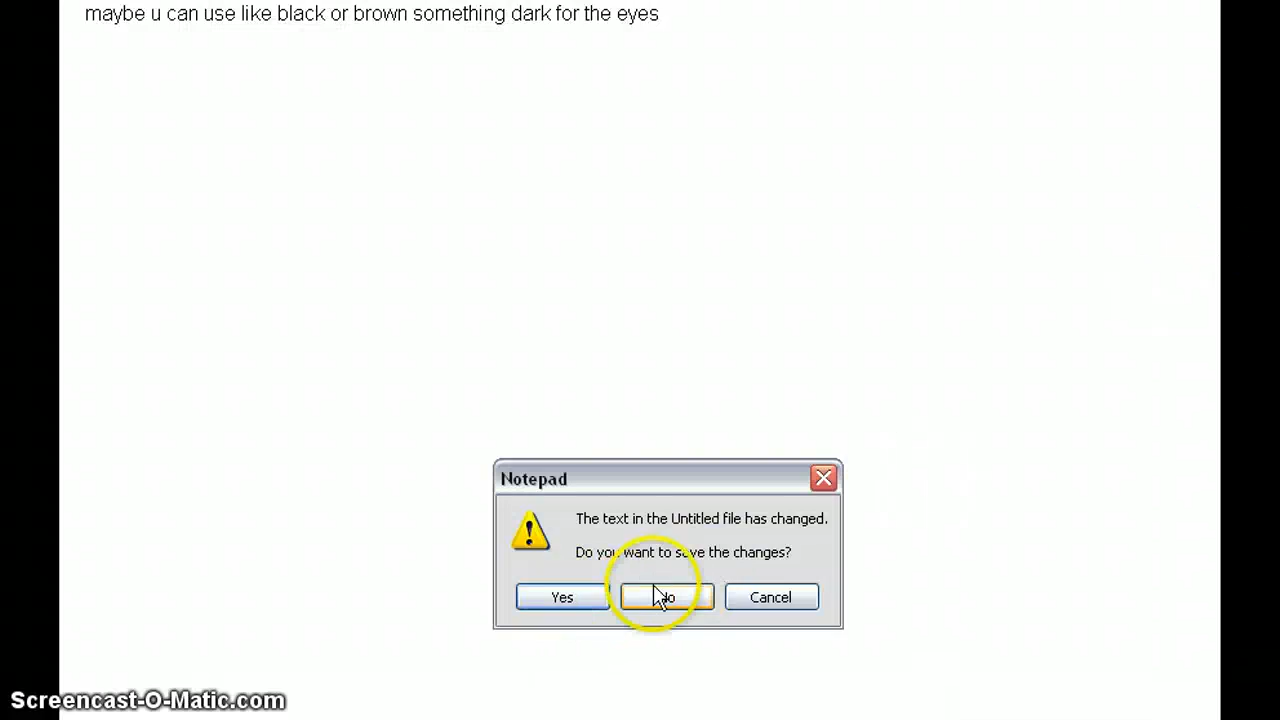 maybe u can use like black or brown something dark for the eyes
Notepad
The text in the Untitled file has changed.
Do you want to save the changes?
Yes
No
Cancel
Screencast-O-Matic.com